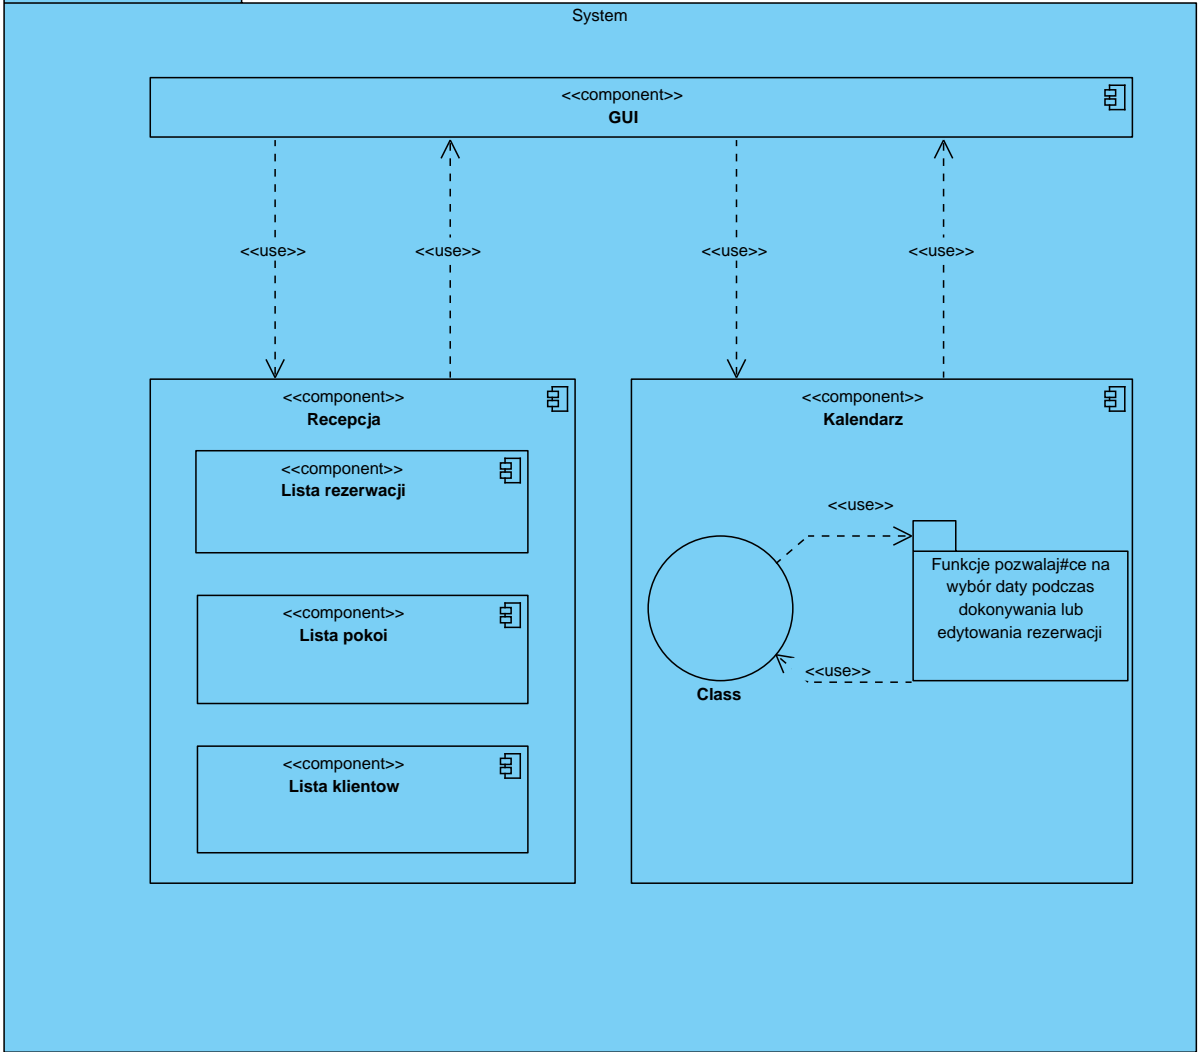 System
<<component>>
GUI
<<use>>
<<use>>
<<use>>
<<use>>
<<component>>
Recepcja
<<component>>
Lista rezerwacji
<<component>>
Lista pokoi
<<component>>
Lista klientow
<<component>>
Kalendarz
<<use>>
Funkcje pozwalaj#ce na
wybór daty podczas
dokonywania lub
edytowania rezerwacji
<<use>>
Class